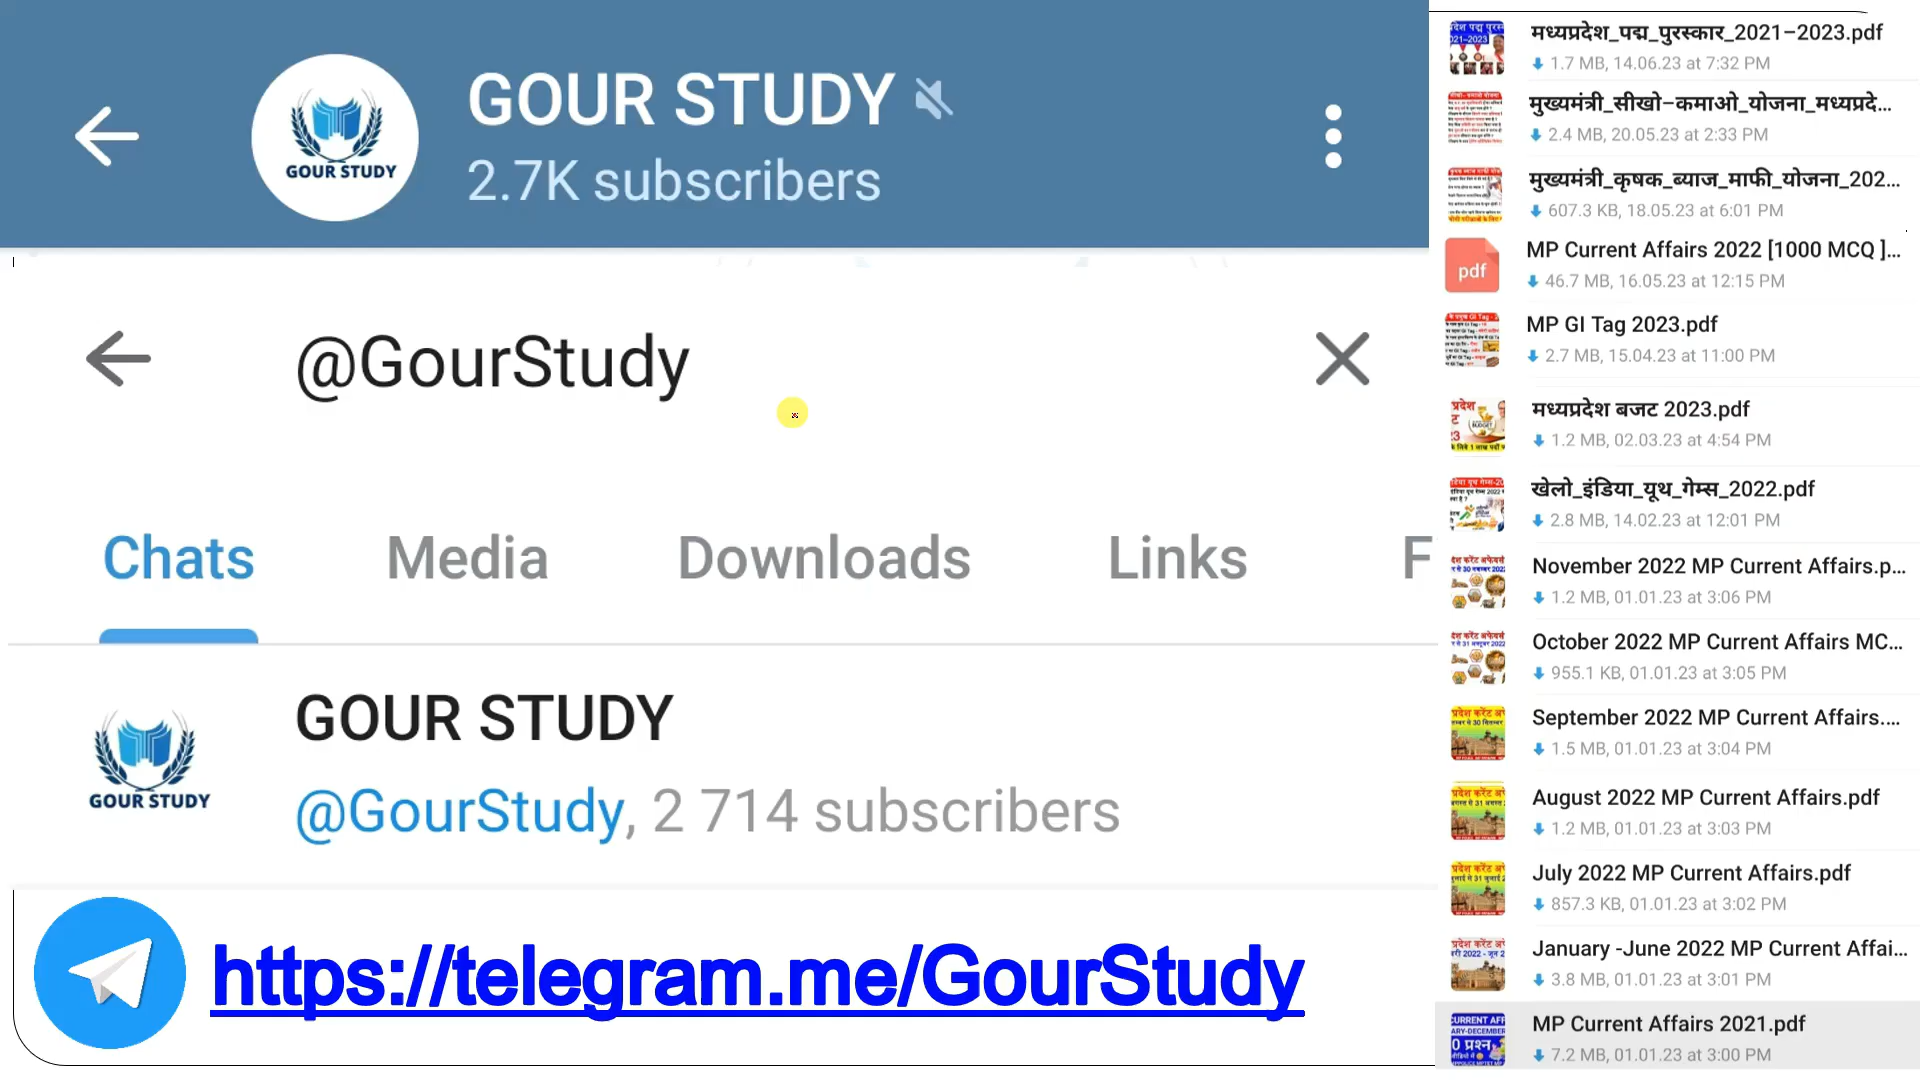 GOUR STUDY
2.7K subscribers
GOUR STUDY
@GourStudy
Chats
Media
Downloads
Links
F
GOUR STUDY
@GourStudy, 2 714 subscribers
GOUR STUDY
https://telegram.me/GourStudy
मध्यप्रदेश_पद्म_पुरस्कार_2021-2023.pdf
1.7 MB, 14.06.23 at 7:32 PM
मुख्यमंत्री_सीखो-कमाओ_योजना_मध्यप्रदे...
2.4 MB, 20.05.23 at 2:33 PM
मुख्यमंत्री_कृषक_ब्याज_माफी_योजना_202...
607.3 KB, 18.05.23 at 6:01 PM
pdf
MP Current Affairs 2022 [1000 MCQ ]...
46.7 MB, 16.05.23 at 12:15 PM
MP GI Tag 2023.pdf
2.7 MB, 15.04.23 at 11:00 PM
मध्यप्रदेश बजट 2023.pdf
1.2 MB, 02.03.23 at 4:54 PM
खेलो_इंडिया_यूथ_गेम्स_2022.pdf
2.8 MB, 14.02.23 at 12:01 PM
November 2022 MP Current Affairs.p...
1.2 MB, 01.01.23 at 3:06 PM
October 2022 MP Current Affairs MC...
955.1 KB, 01.01.23 at 3:05 PM
September 2022 MP Current Affairs....
1.5 MB, 01.01.23 at 3:04 PM
August 2022 MP Current Affairs.pdf
1.2 MB, 01.01.23 at 3:03 PM
July 2022 MP Current Affairs.pdf
857.3 KB, 01.01.23 at 3:02 PM
January -June 2022 MP Current Affai...
3.8 MB, 01.01.23 at 3:01 PM
MP Current Affairs 2021.pdf
7.2 MB, 01.01.23 at 3:00 PM